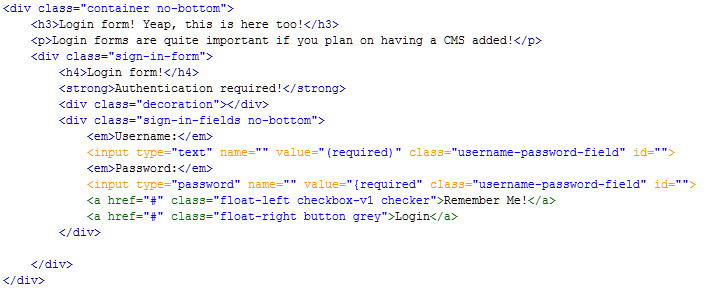 <div class="container no-bottom">
<h3>Login form! Yeap, this is here too!</h3>
<p>Login forms are quite important if you plan on having a CMS added!</p>
<div class="sign-in-form">
<h4>Login form!</h4>
<strong>Authentication required!</strong>
<div class="decoration"></div>
<div class="sign-in-fields no-bottom">
<em>Username:</em>
<input type="text" name="" value="(required)" class="username-password-field" id="">
<em>Password:</em>
<input type="password" name="" value="{required" class="username-password-field" id="">
<a href="#" class="float-left checkbox-v1 checker">Remember Me!</a>
<a href="#" class="float-right button grey">Login</a>
</div>
</div>
</div>